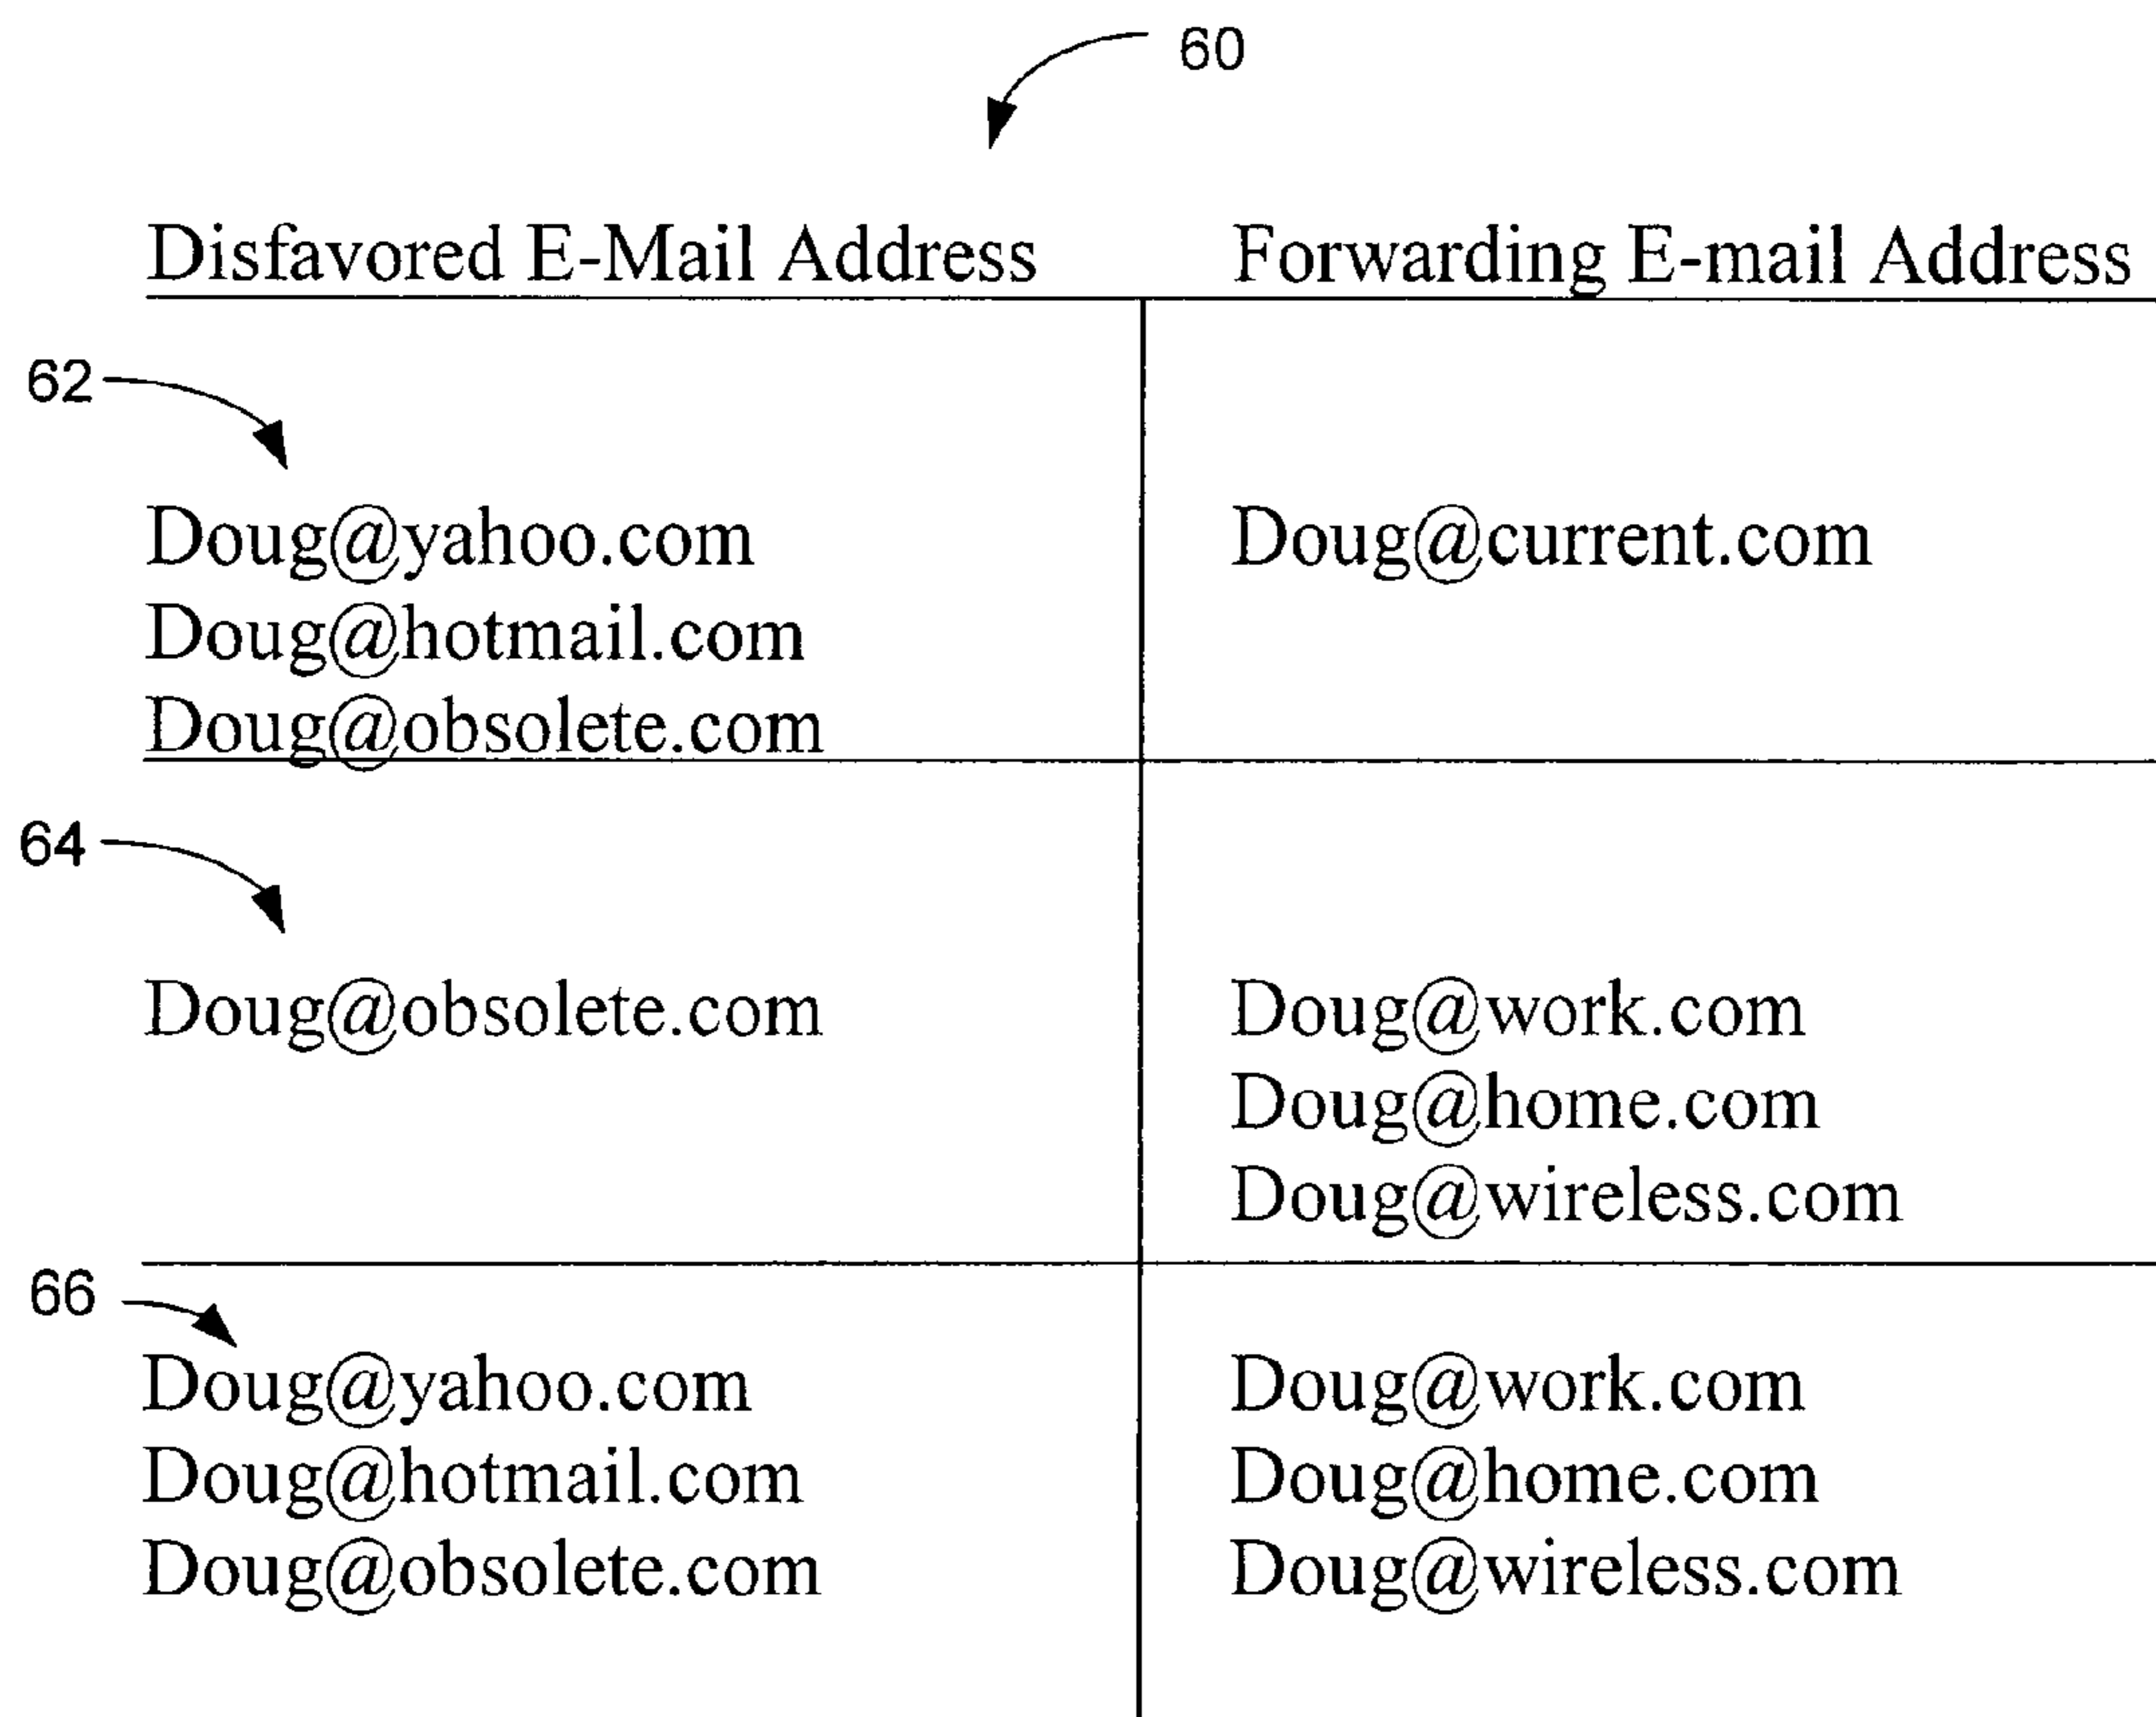 60
Disfavored E-Mail Address Forwarding E-mail Address
62
Doug@yahoo.com Doug@current.com
Doug@hotmail.com
Doug@obsolete.com
64
Doug@obsolete.com Doug@work.com
Doug@home.com
Doug@wireless.com
66
Doug@yahoo.com Doug@work.com
Doug@hotmail.com Doug@home.com
Doug@obsolete.com Doug@wireless.com